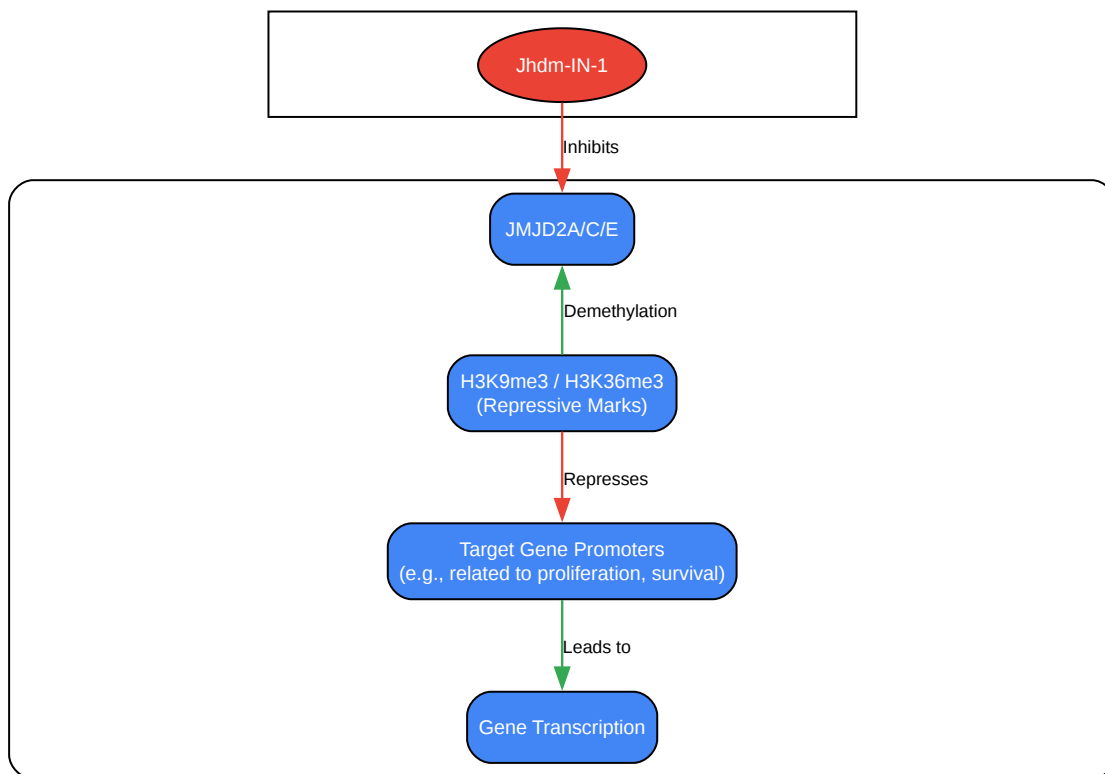 Jhdm-IN-1
Inhibits
JMJD2A/C/E
Demethylation
H3K9me3 / H3K36me3
(Repressive Marks)
Represses
Target Gene Promoters
(e.g., related to proliferation, survival)
Leads to
Gene Transcription